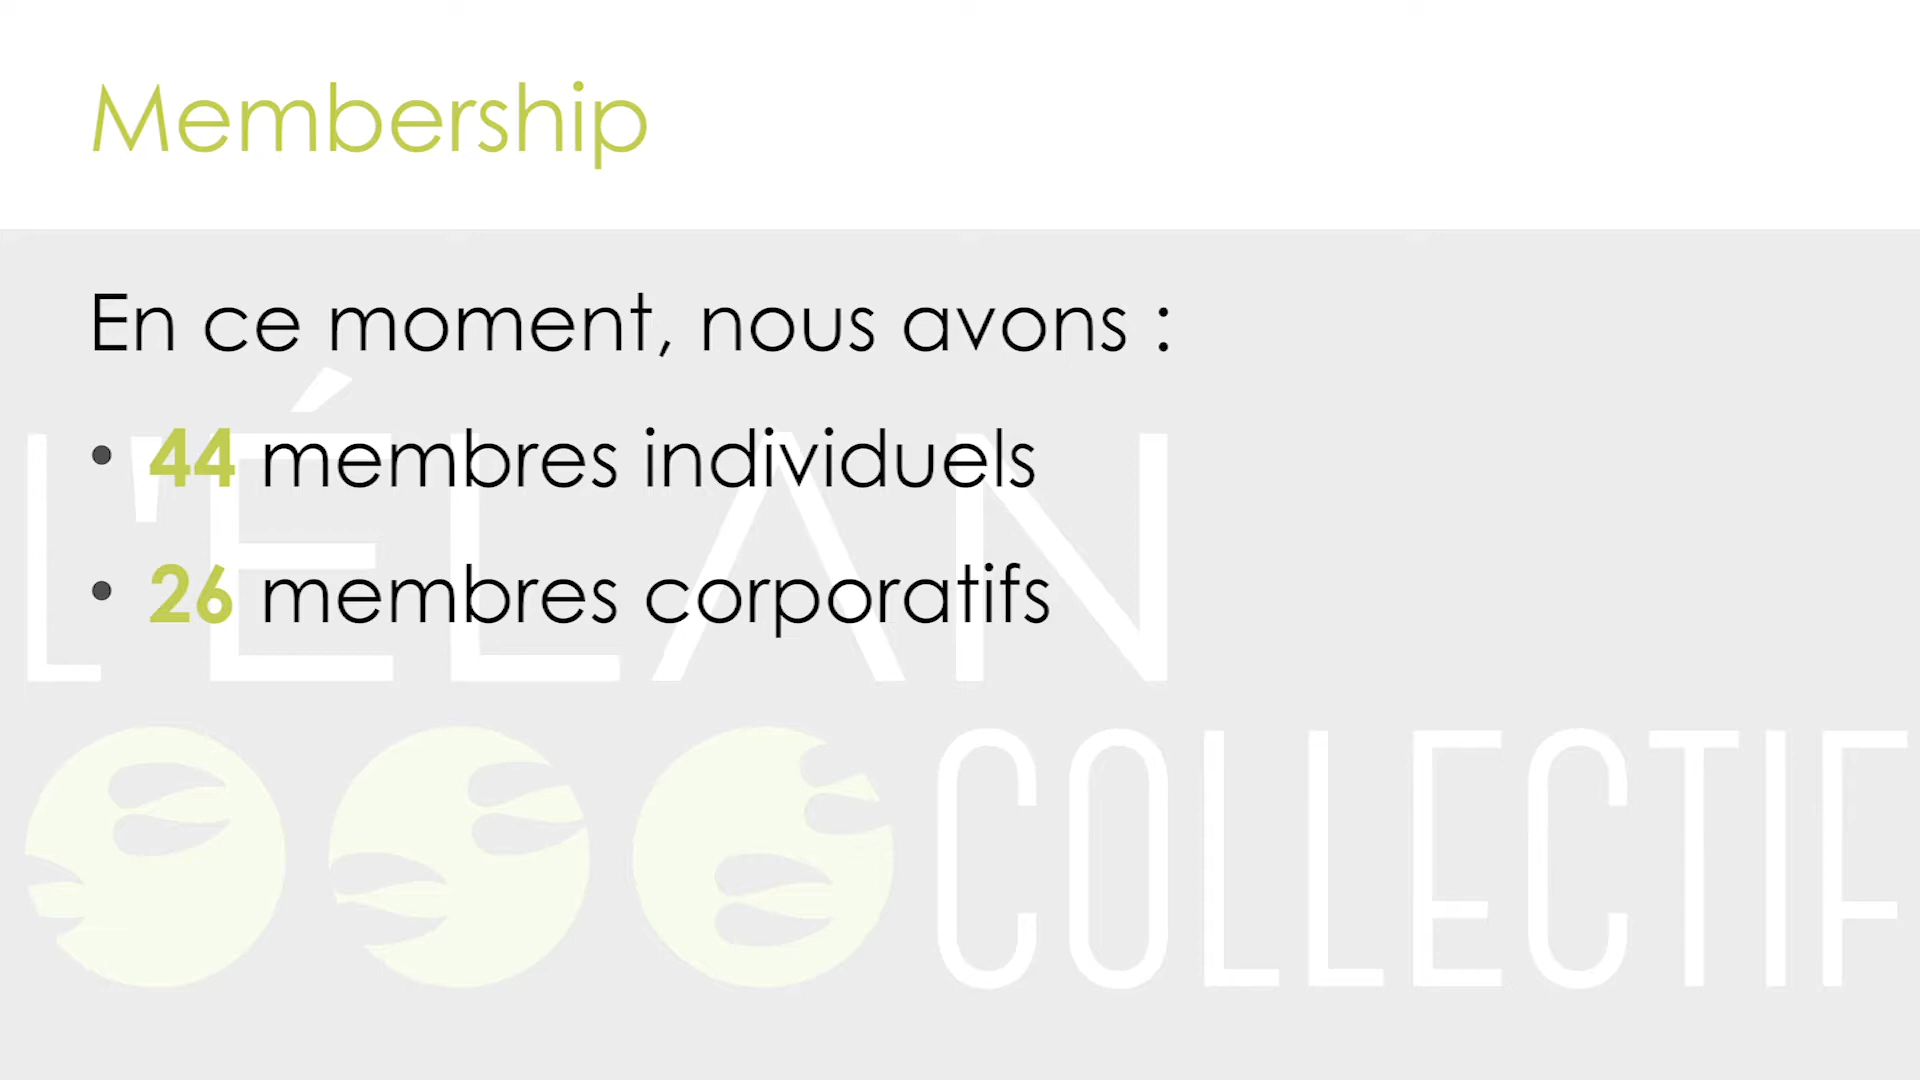 Membership
En ce moment, nous avons :
• 44 membres individuels
• 26 membres corporatifs
L'ÉLAN
COLLECTIF